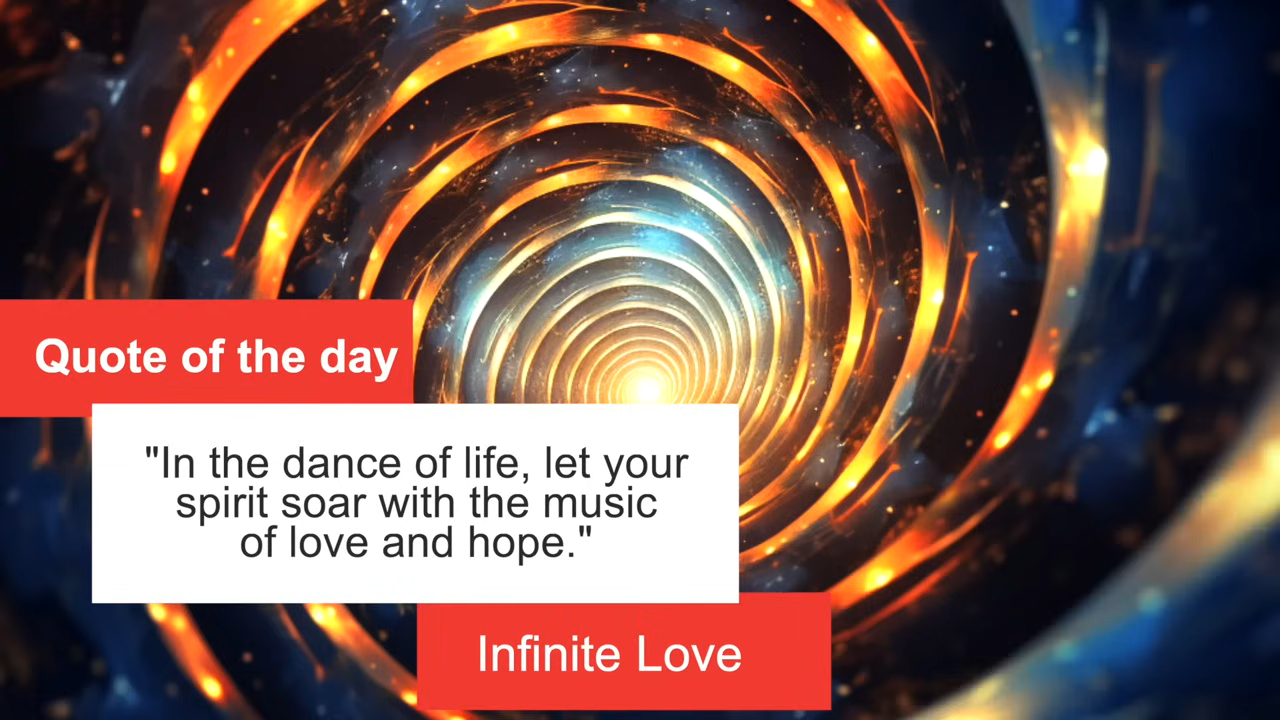 Quote of the day
"In the dance of life, let your
spirit soar with the music
of love and hope."
Infinite Love